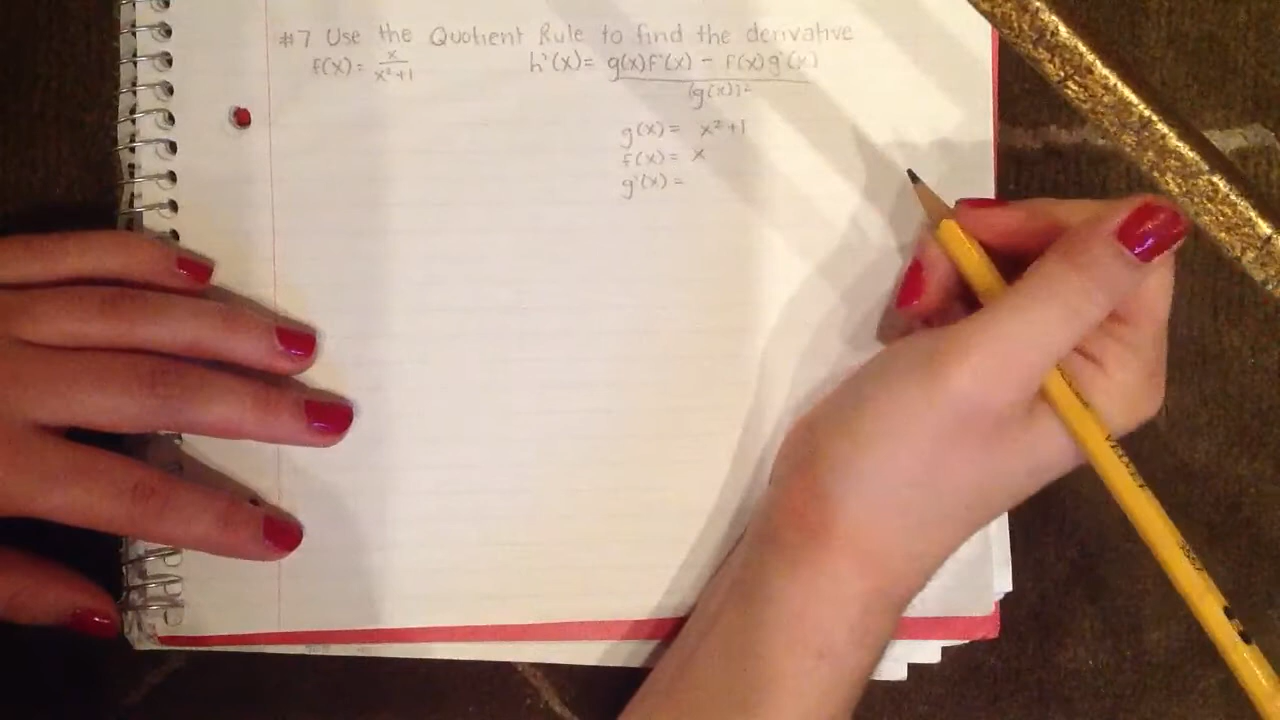 #7 Use the Quotient Rule to find the derivative
f(x) = x/(x²+1)
h'(x) = (g(x)f'(x) - f(x)g'(x))/(g(x))²
g(x) = x²+1
f(x) = x
g'(x) =